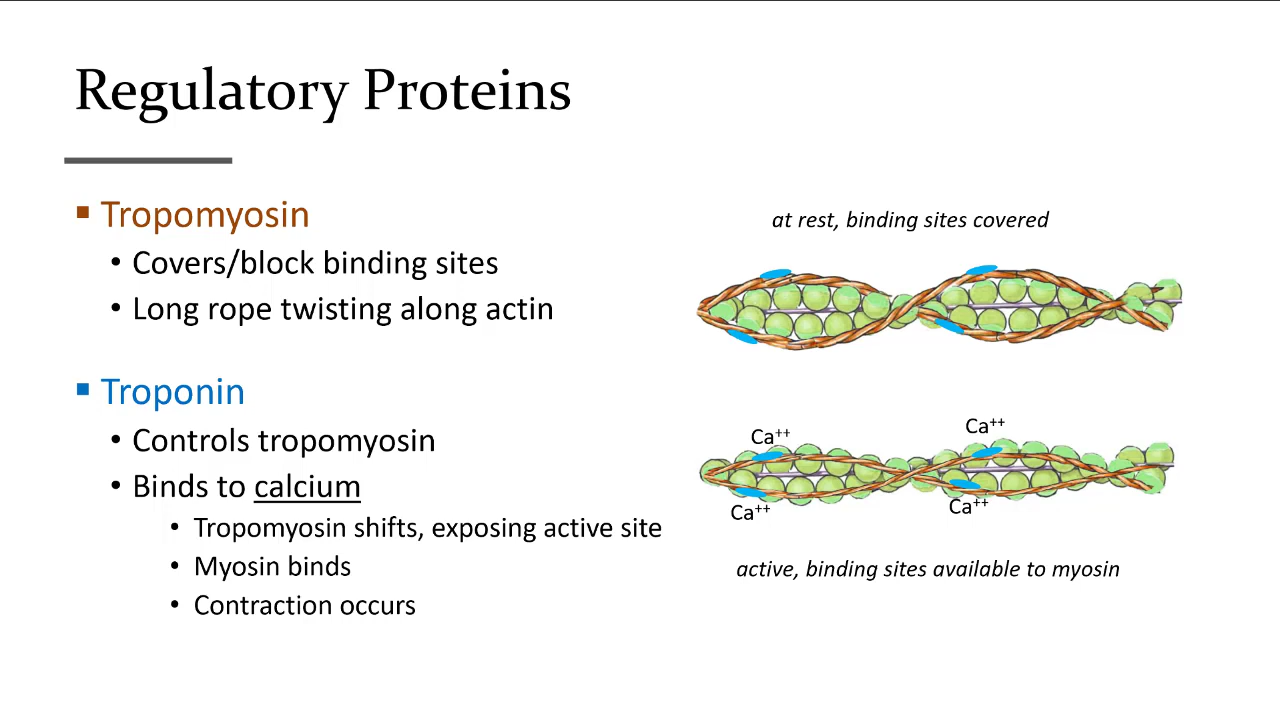 Regulatory Proteins
▪ Tropomyosin
• Covers/block binding sites
• Long rope twisting along actin
▪ Troponin
• Controls tropomyosin
• Binds to calcium
• Tropomyosin shifts, exposing active site
• Myosin binds
• Contraction occurs
at rest, binding sites covered
Ca⁺⁺
Ca⁺⁺
Ca⁺⁺
Ca⁺⁺
active, binding sites available to myosin